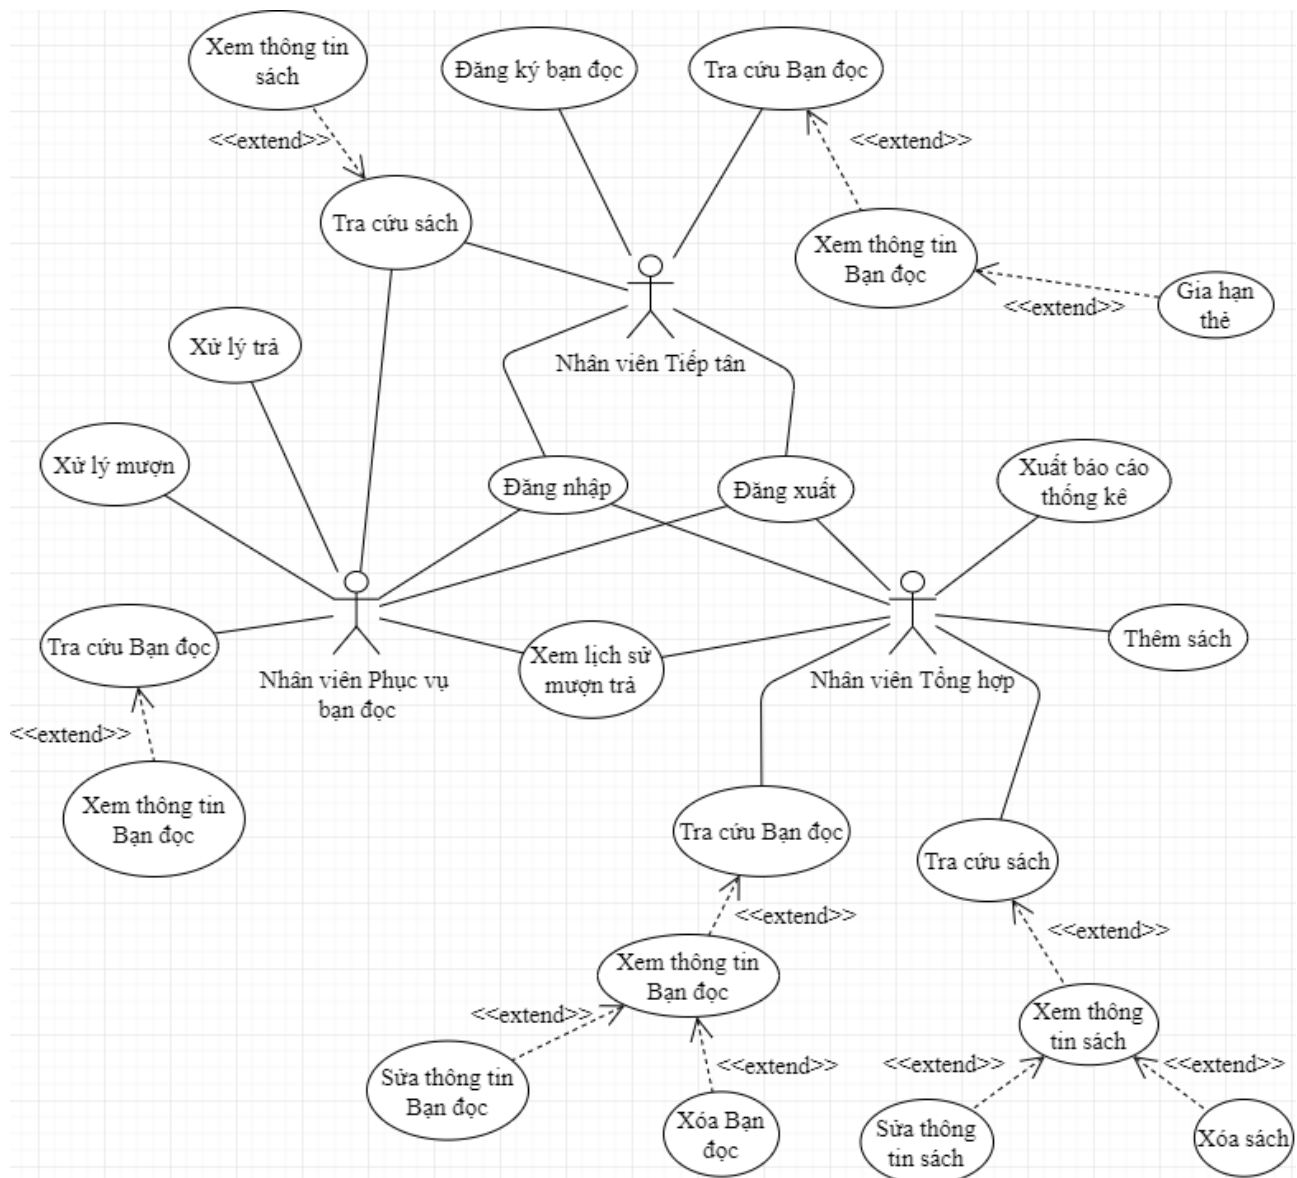 Xem thông tin
sách
Đăng ký bạn đọc
Tra cứu Bạn đọc
<<extend>>
<<extend>>
Tra cứu sách
Xem thông tin
Bạn đọc
Gia hạn
thẻ
<<extend>>
Xử lý trả
Nhân viên Tiếp tân
Xử lý mượn
Đăng nhập
Đăng xuất
Xuất báo cáo
thống kê
Tra cứu Bạn đọc
Xem lịch sử
mượn trả
Thêm sách
Nhân viên Phục vụ
bạn đọc
Nhân viên Tổng hợp
<<extend>>
Xem thông tin
Bạn đọc
Tra cứu Bạn đọc
Tra cứu sách
<<extend>>
<<extend>>
Xem thông tin
Bạn đọc
<<extend>>
Xem thông
tin sách
Sửa thông tin
Bạn đọc
<<extend>>
<<extend>>
<<extend>>
Xóa Bạn
đọc
Sửa thông
tin sách
Xóa sách